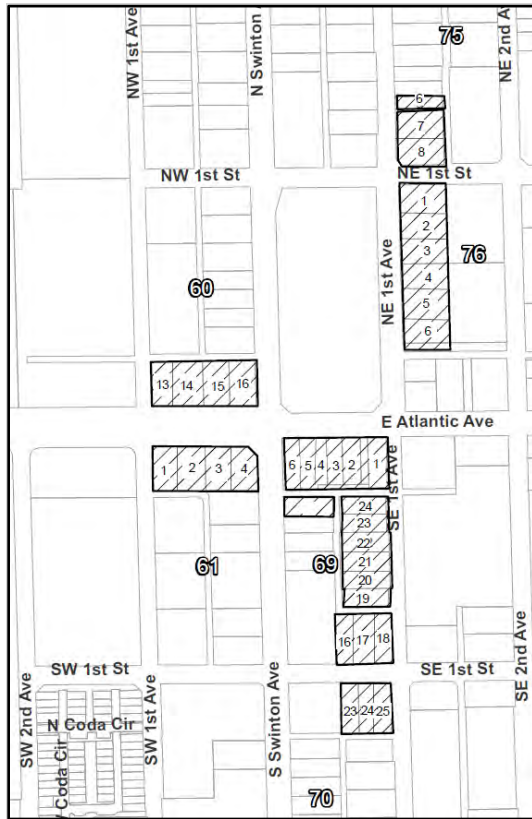 NW 1st Ave
N Swinton Ave
75
NE 2nd Av
6
7
8
NW 1st St
NE 1st St
1
2
3
4
5
6
76
NE 1st Ave
60
13 14 15 16
E Atlantic Ave
1 2 3 4
6 5 4 3 2 1
SE 1st Ave
24
23
22
21
20
19
61
69
16 17 18
SW 1st St
SE 1st St
SW 2nd Ave
N Coda Cir
Coda Cir
SW 1st Ave
S Swinton Ave
23 24 25
SE 2nd Ave
70